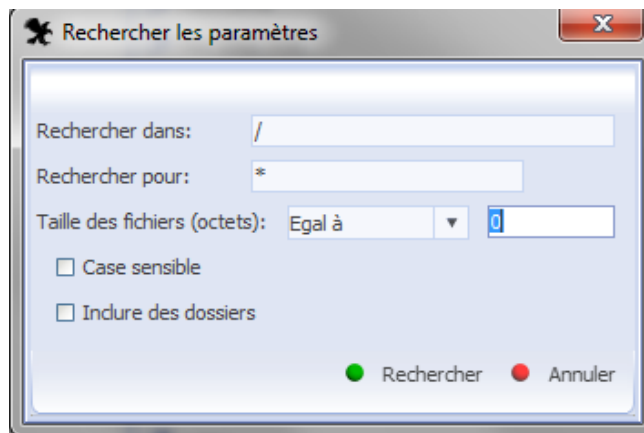 Rechercher les paramètres
Rechercher dans: /
Rechercher pour: *
Taille des fichiers (octets): Egal à 0
Case sensible
Inclure des dossiers
Rechercher Annuler